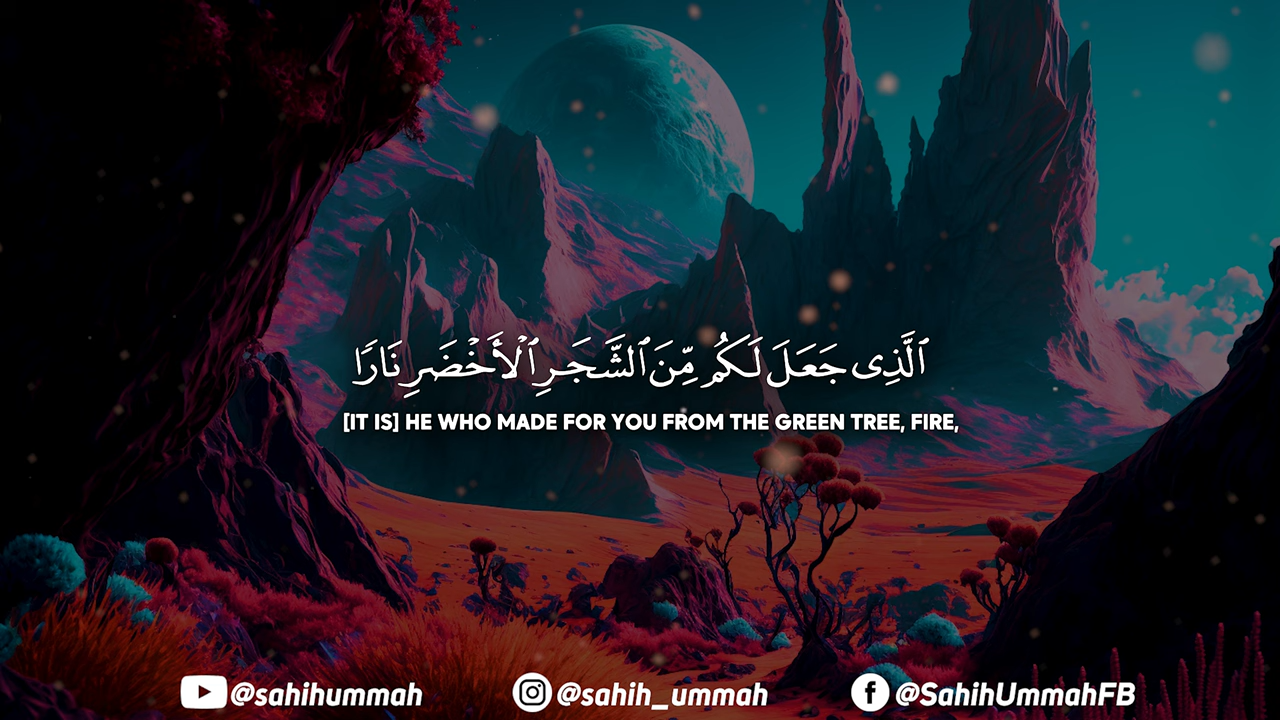 ٱلَّذِى جَعَلَ لَكُم مِّنَ ٱلشَّجَرِ ٱلْأَخْضَرِ نَارًا
[IT IS] HE WHO MADE FOR YOU FROM THE GREEN TREE, FIRE,
@sahihummah @sahih_ummah @SahihUmmahFB